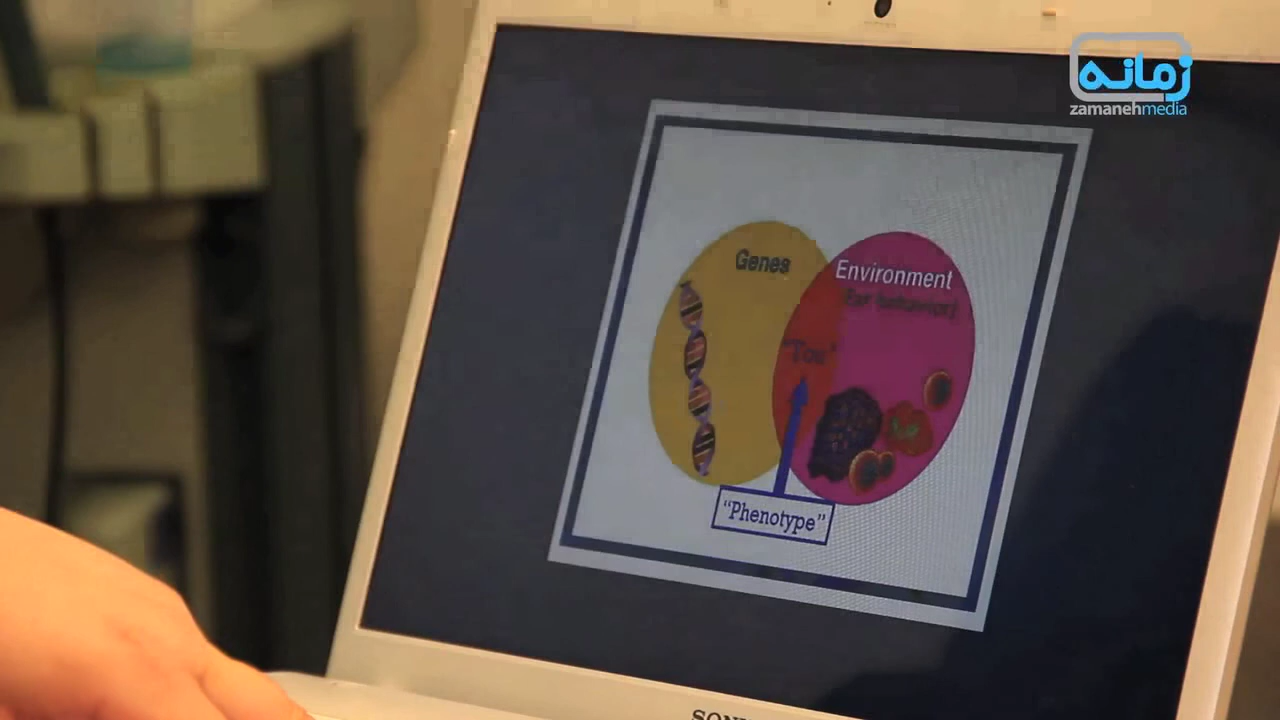 زمانه
zamanehmedia
Genes
Environment
"You"
"Phenotype"